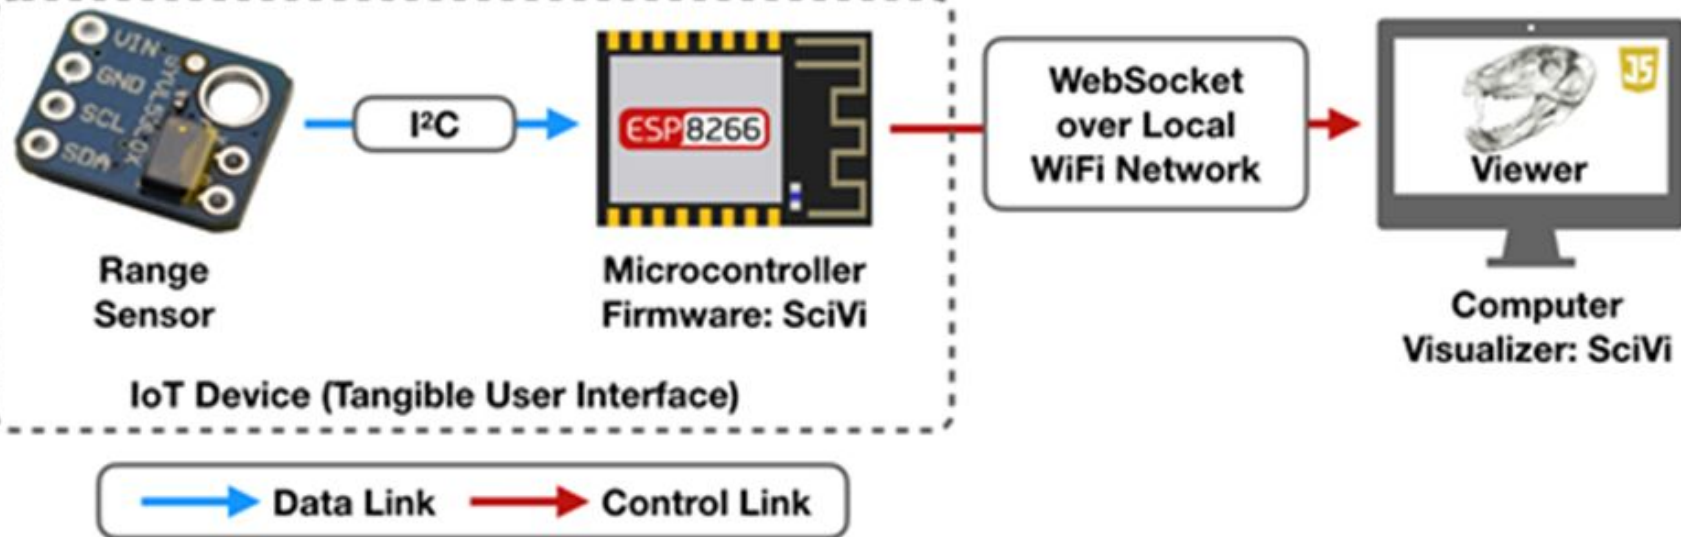 VIN
GND
SCL
SDA
I²C
ESP8266
WebSocket
over Local
WiFi Network
JS
Viewer
Range
Sensor
Microcontroller
Firmware: SciVi
Computer
Visualizer: SciVi
IoT Device (Tangible User Interface)
Data Link
Control Link